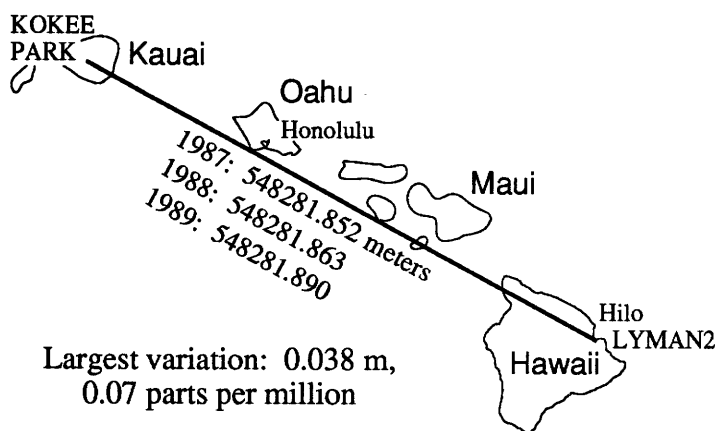 KOKEE
PARK
Kauai
Oahu
Honolulu
1987: 548281.852 meters
1988: 548281.863
1989: 548281.890
Maui
Hilo
LYMAN2
Hawaii
Largest variation: 0.038 m,
0.07 parts per million